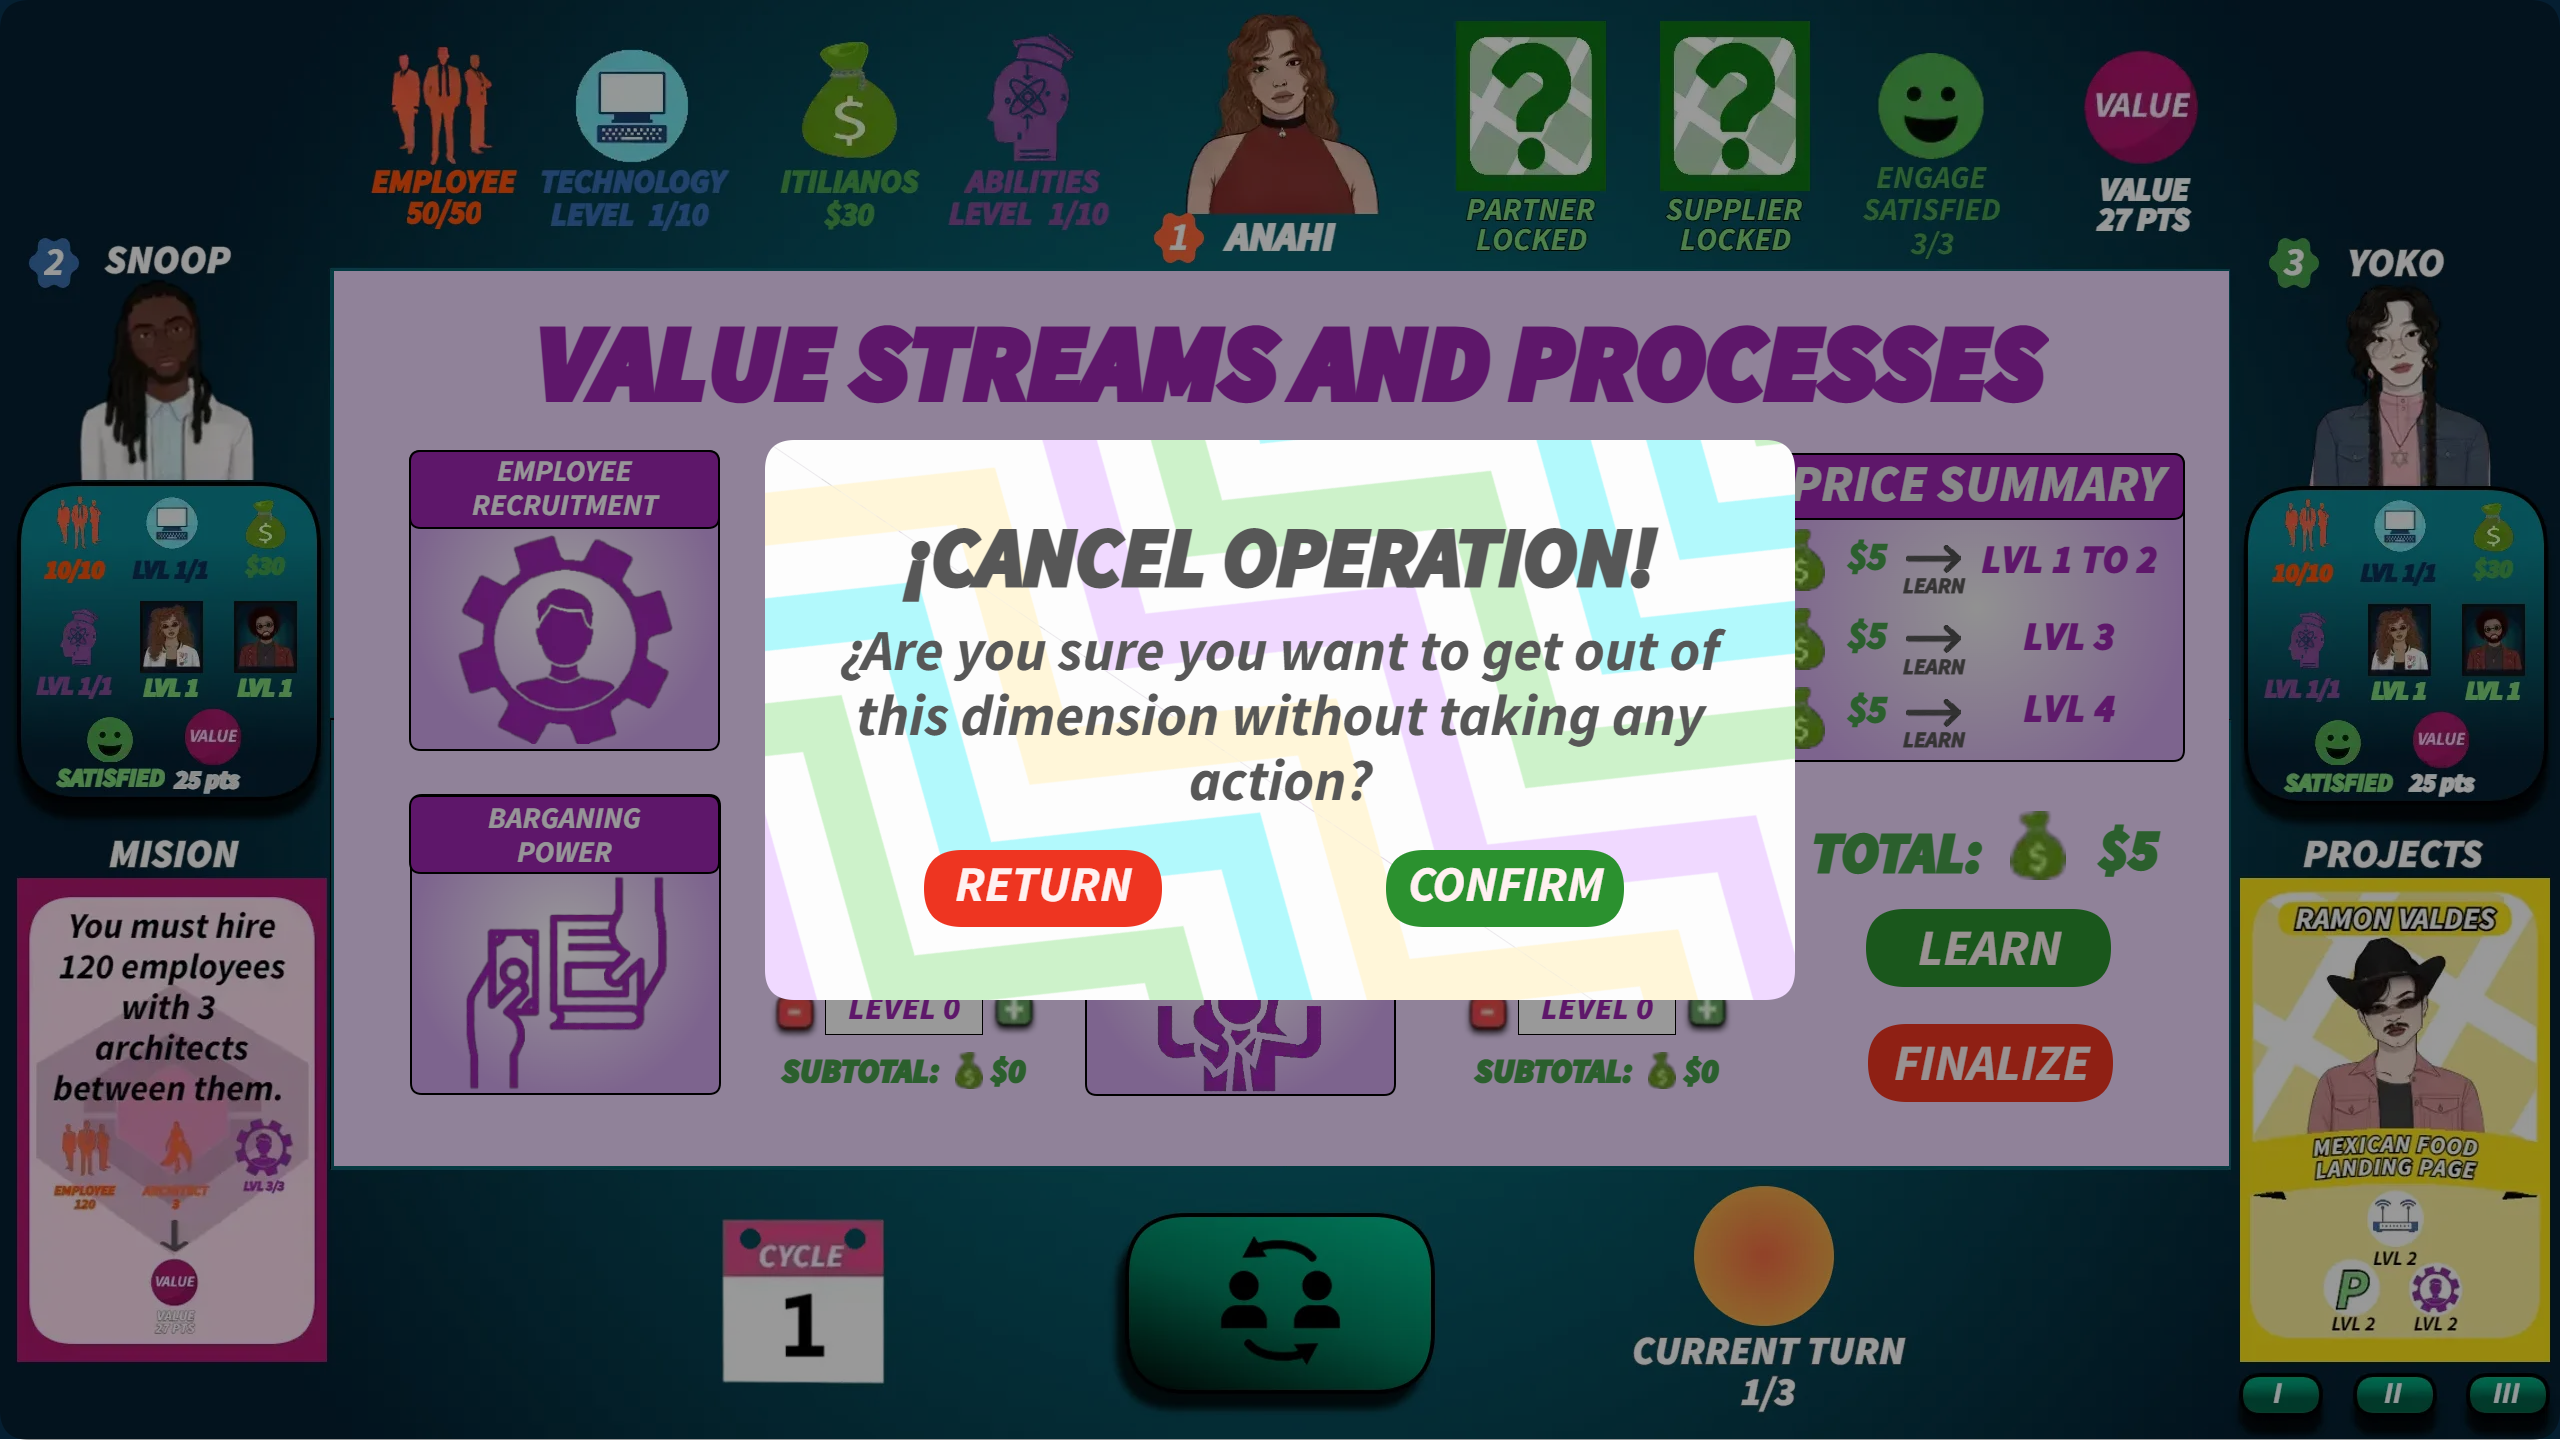 EMPLOYEE
50/50
TECHNOLOGY
LEVEL 1/10
ITILIANOS
$30
ABILITIES
LEVEL 1/10
1 ANAHI
PARTNER
LOCKED
SUPPLIER
LOCKED
ENGAGE
SATISFIED
3/3
VALUE
VALUE
27 PTS
2 SNOOP
10/10 LVL 1/1 $30
LVL 1/1 LVL 1 LVL 1
VALUE
SATISFIED 25 pts
3 YOKO
10/10 LVL 1/1 $30
LVL 1/1 LVL 1 LVL 1
VALUE
SATISFIED 25 pts
VALUE STREAMS AND PROCESSES
EMPLOYEE
RECRUITMENT
BARGANING
POWER
¡CANCEL OPERATION!
¿Are you sure you want to get out of
this dimension without taking any
action?
RETURN CONFIRM
PRICE SUMMARY
$5 LEARN LVL 1 TO 2
$5 LEARN LVL 3
$5 LEARN LVL 4
- LEVEL 0 +
SUBTOTAL: $0
- LEVEL 0 +
SUBTOTAL: $0
TOTAL: $5
LEARN
FINALIZE
MISION
You must hire
120 employees
with 3
architects
between them.
EMPLOYEE
120
ARCHITECT
3
LVL 3/3
VALUE
VALUE
27 PTS
PROJECTS
RAMON VALDES
MEXICAN FOOD
LANDING PAGE
LVL 2
P
LVL 2 LVL 2
I II III
CYCLE
1
CURRENT TURN
1/3